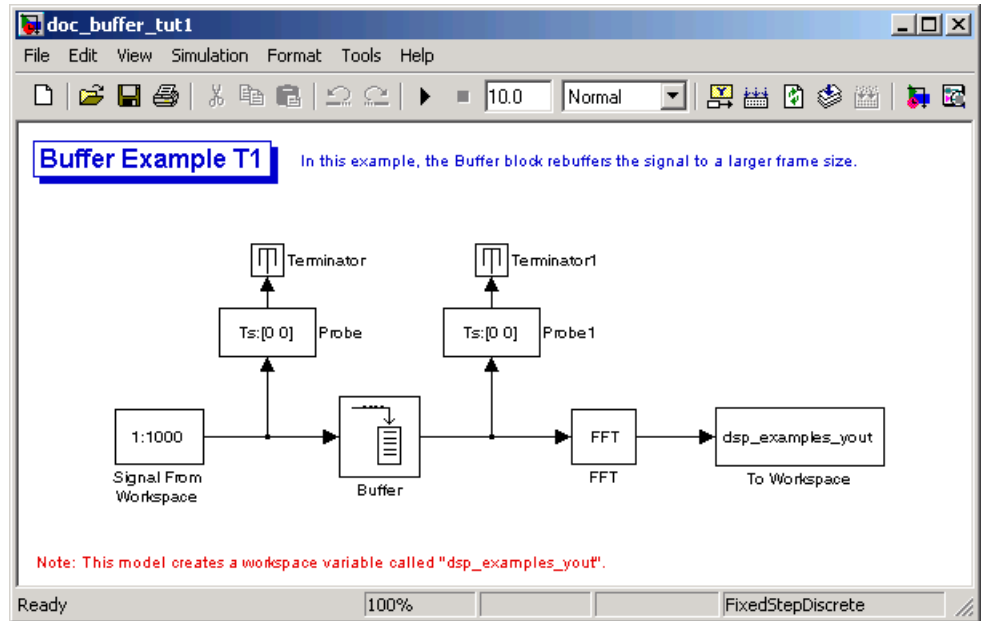 doc_buffer_tut1
File Edit View Simulation Format Tools Help
10.0 Normal
Buffer Example T1
In this example, the Buffer block rebuffers the signal to a larger frame size.
Terminator
Terminator1
Ts:[0 0]
Probe
Ts:[0 0]
Probe1
1:1000
FFT
dsp_examples_yout
Signal From
Workspace
Buffer
FFT
To Workspace
Note: This model creates a workspace variable called "dsp_examples_yout".
Ready 100% FixedStepDiscrete